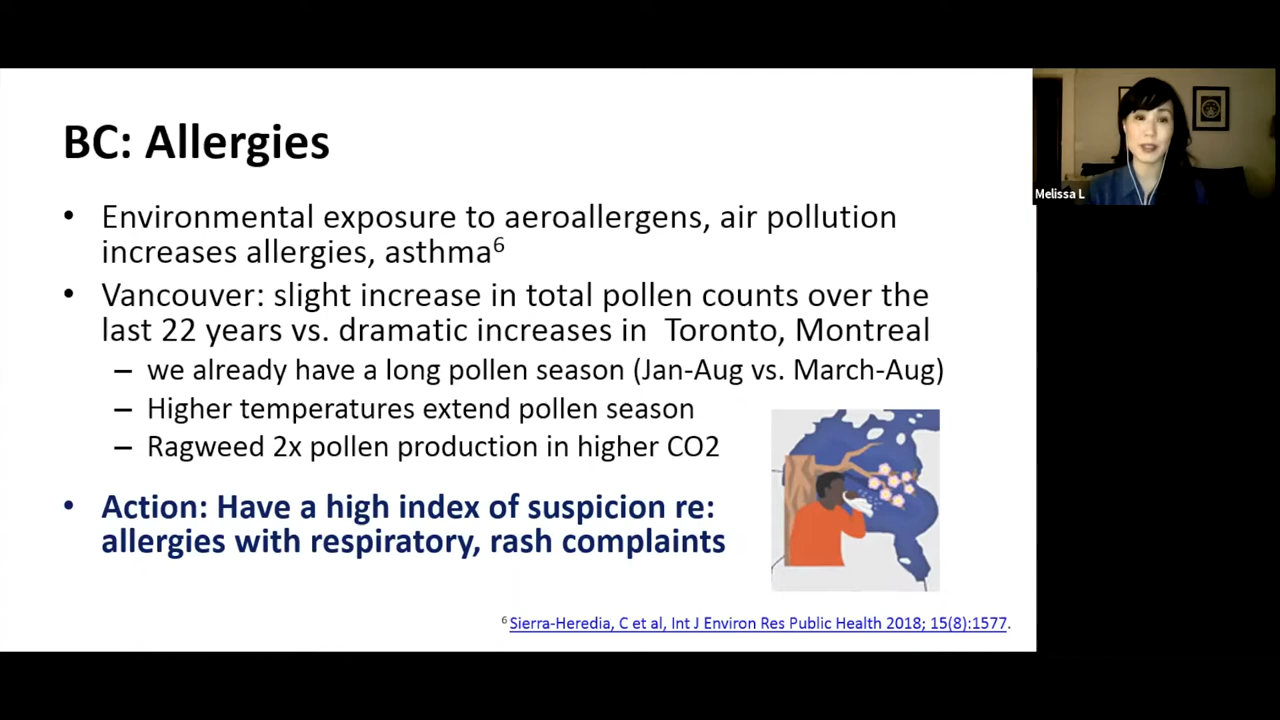 BC: Allergies
• Environmental exposure to aeroallergens, air pollution
increases allergies, asthma⁶
• Vancouver: slight increase in total pollen counts over the
last 22 years vs. dramatic increases in  Toronto, Montreal
– we already have a long pollen season (Jan-Aug vs. March-Aug)
– Higher temperatures extend pollen season
– Ragweed 2x pollen production in higher CO2
• Action: Have a high index of suspicion re:
allergies with respiratory, rash complaints
⁶ Sierra-Heredia, C et al, Int J Environ Res Public Health 2018; 15(8):1577.
Melissa L